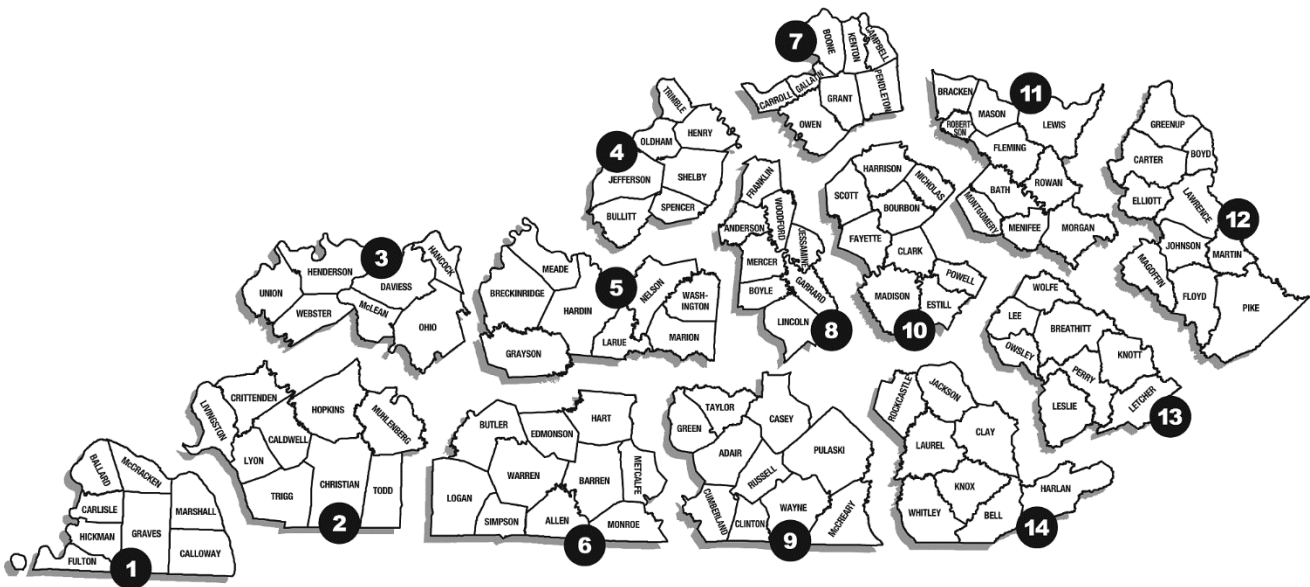 BALLARD
McCRACKEN
CARLISLE
HICKMAN
FULTON
GRAVES
MARSHALL
CALLOWAY
1
LIVINGSTON
CRITTENDEN
HOPKINS
MUHLENBERG
CALDWELL
LYON
TRIGG
CHRISTIAN
TODD
2
UNION
HENDERSON
WEBSTER
DAVIESS
McLEAN
HANCOCK
OHIO
3
TRIMBLE
HENRY
OLDHAM
JEFFERSON
SHELBY
SPENCER
BULLITT
4
MEADE
BRECKINRIDGE
HARDIN
GRAYSON
LARUE
NELSON
WASH-
INGTON
MARION
5
BUTLER
EDMONSON
HART
WARREN
BARREN
METCALFE
LOGAN
SIMPSON
ALLEN
MONROE
6
BOONE
KENTON
CAMPBELL
CARROLL
GALLATIN
GRANT
PENDLETON
OWEN
7
FRANKLIN
WOODFORD
ANDERSON
JESSAMINE
MERCER
GARRARD
BOYLE
LINCOLN
8
TAYLOR
GREEN
CASEY
ADAIR
PULASKI
RUSSELL
CUMBERLAND
CLINTON
WAYNE
McCREARY
9
HARRISON
NICHOLAS
SCOTT
BOURBON
FAYETTE
CLARK
POWELL
MADISON
ESTILL
10
BRACKEN
MASON
ROBERT-
SON
LEWIS
FLEMING
ROWAN
BATH
MONTGOMERY
MENIFEE
MORGAN
11
GREENUP
CARTER
BOYD
ELLIOTT
LAWRENCE
JOHNSON
MARTIN
MAGOFFIN
FLOYD
PIKE
12
WOLFE
LEE
BREATHITT
OWSLEY
KNOTT
PERRY
LESLIE
LETCHER
13
ROCKCASTLE
JACKSON
LAUREL
CLAY
KNOX
HARLAN
WHITLEY
BELL
14